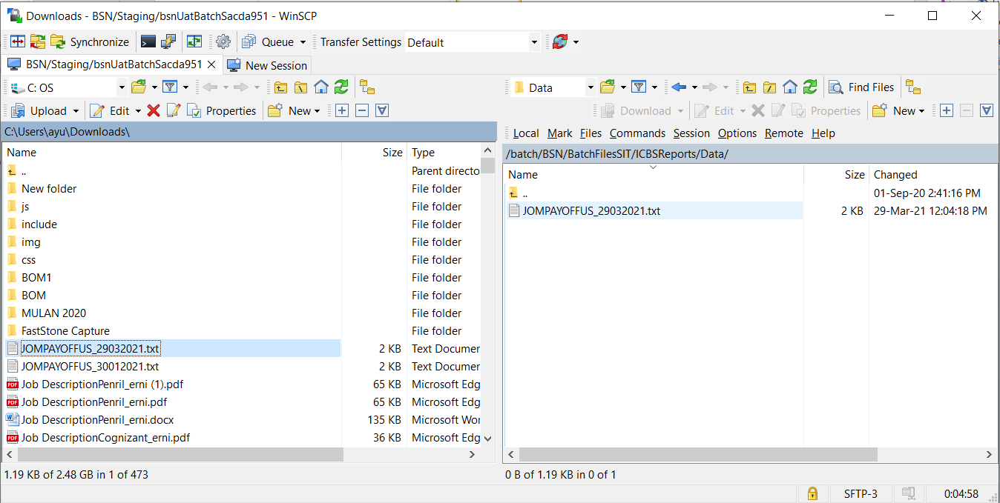 Downloads - BSN/Staging/bsnUatBatchSacda951 - WinSCP
Synchronize Queue Transfer Settings Default
BSN/Staging/bsnUatBatchSacda951 New Session
C: OS
Upload Edit Properties New
C:\Users\ayu\Downloads\
Name Size Type
.. Parent directo
New folder File folder
js File folder
include File folder
img File folder
css File folder
BOM1 File folder
BOM File folder
MULAN 2020 File folder
FastStone Capture File folder
JOMPAYOFFUS_29032021.txt 2 KB Text Documer
JOMPAYOFFUS_30012021.txt 2 KB Text Documer
Job DescriptionPenril_erni (1).pdf 65 KB Microsoft Edg
Job DescriptionPenril_erni.pdf 65 KB Microsoft Edg
Job DescriptionPenril_erni.docx 135 KB Microsoft Wor
Job DescriptionCognizant_erni.pdf 36 KB Microsoft Edg
1.19 KB of 2.48 GB in 1 of 473
Data Find Files
Download Edit Properties New
Local Mark Files Commands Session Options Remote Help
/batch/BSN/BatchFilesSIT/ICBSReports/Data/
Name Size Changed
.. 01-Sep-20 2:41:16 PM
JOMPAYOFFUS_29032021.txt 2 KB 29-Mar-21 12:04:18 PM
0 B of 1.19 KB in 0 of 1
SFTP-3 0:04:58